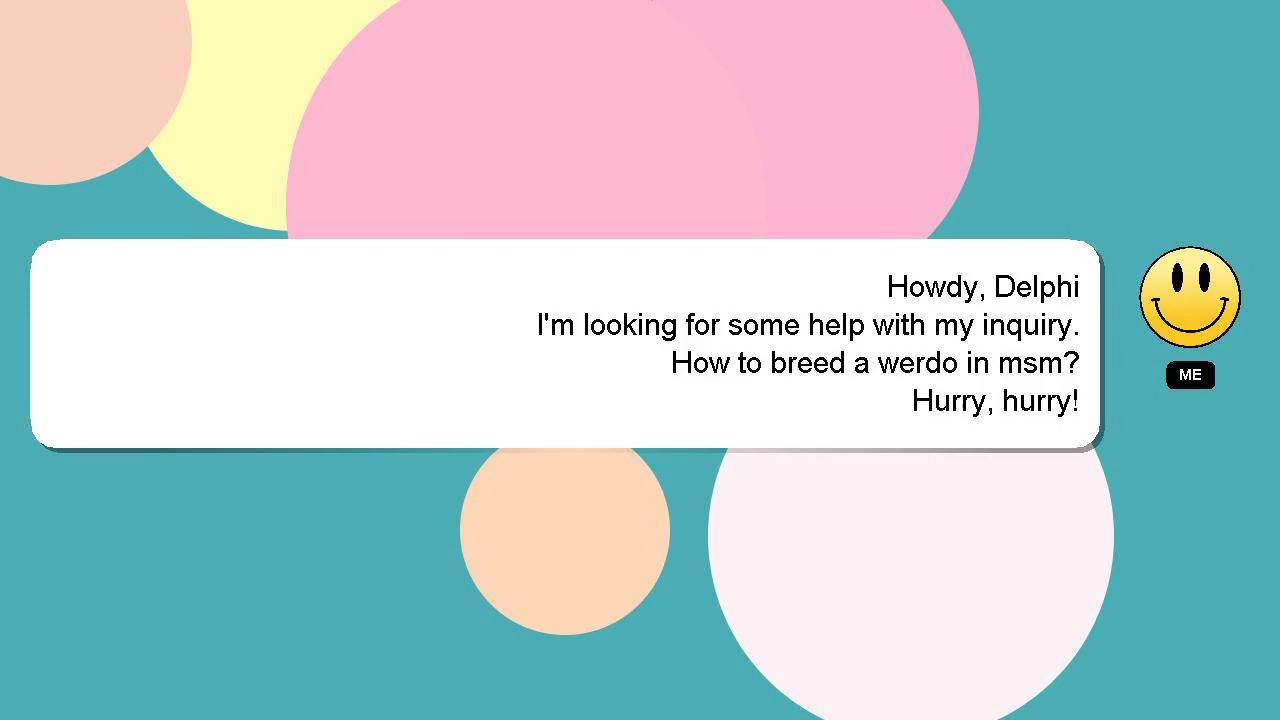 Howdy, Delphi
I'm looking for some help with my inquiry.
How to breed a werdo in msm?
Hurry, hurry!
ME